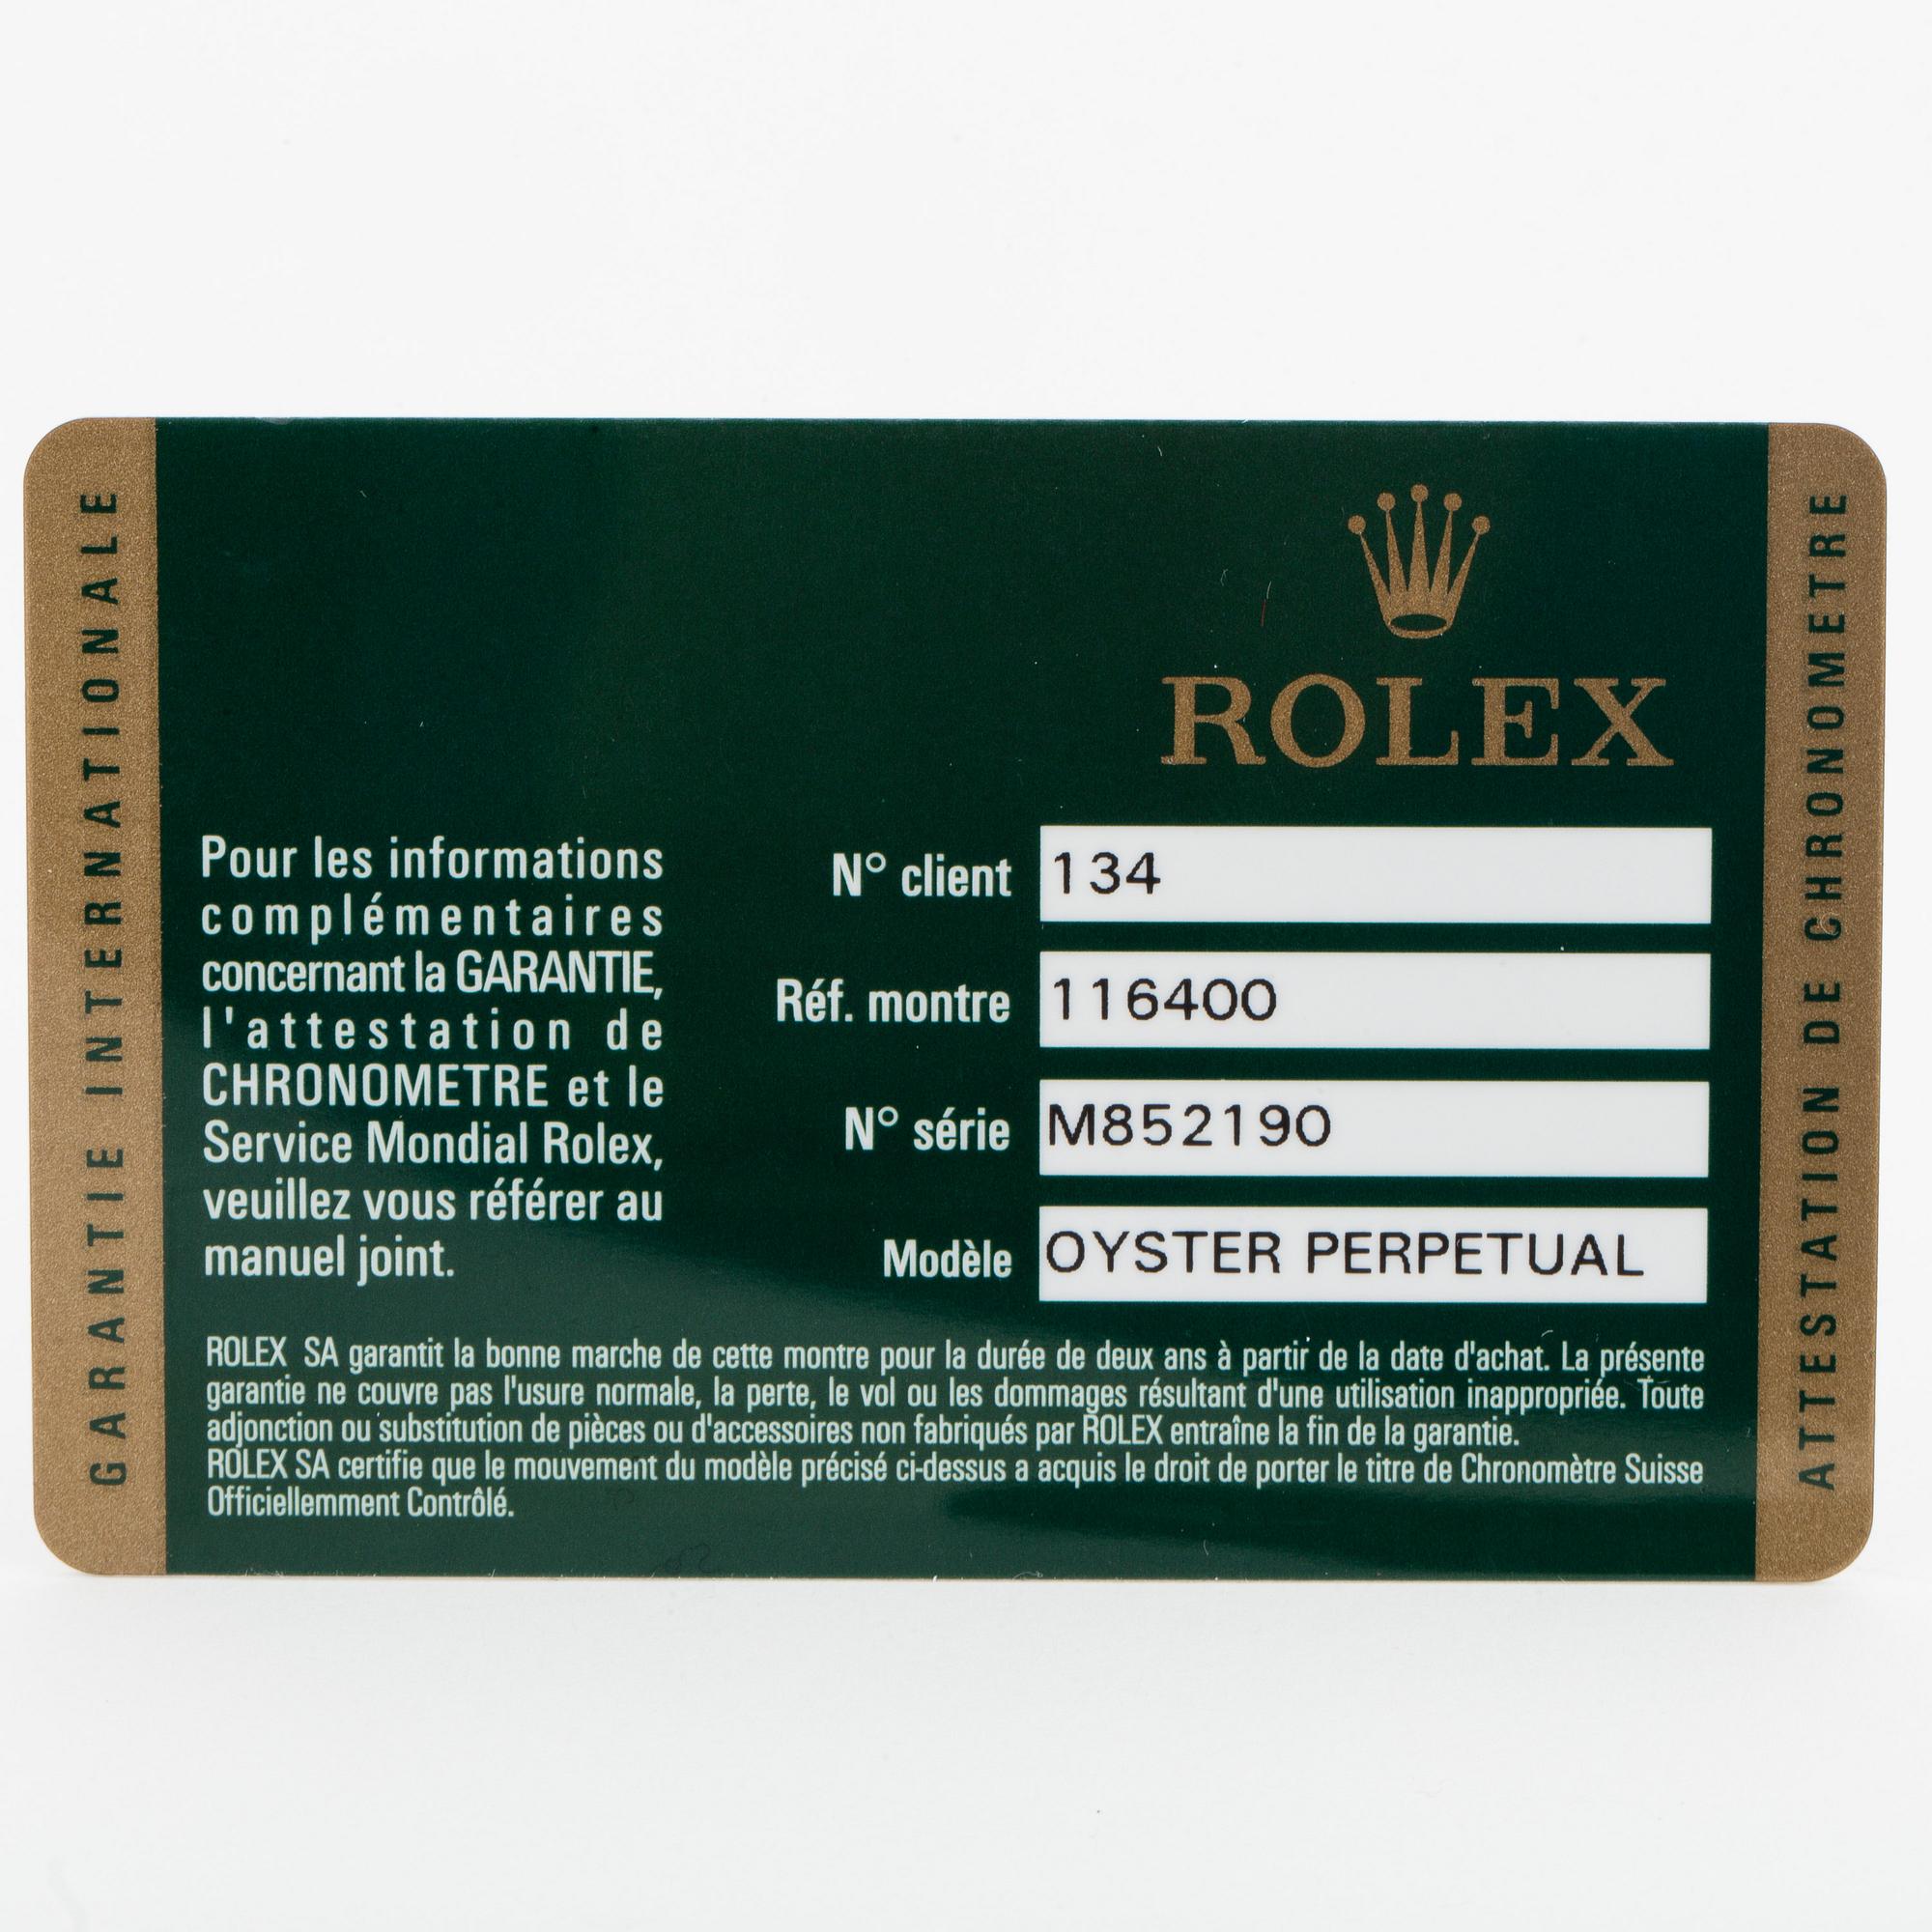 GARANTIE INTERNATIONALE
ROLEX
Pour les informations
complémentaires
concernant la GARANTIE,
l'attestation de
CHRONOMETRE et le
Service Mondial Rolex,
veuillez vous référer au
manuel joint.
N° client 134
Réf. montre 116400
N° série M852190
Modèle OYSTER PERPETUAL
ROLEX SA garantit la bonne marche de cette montre pour la durée de deux ans à partir de la date d'achat. La présente
garantie ne couvre pas l'usure normale, la perte, le vol ou les dommages résultant d'une utilisation inappropriée. Toute
adjonction ou substitution de pièces ou d'accessoires non fabriqués par ROLEX entraîne la fin de la garantie.
ROLEX SA certifie que le mouvement du modèle précisé ci-dessus a acquis le droit de porter le titre de Chronomètre Suisse
Officiellemment Contrôlé.
ATTESTATION DE CHRONOMETRE